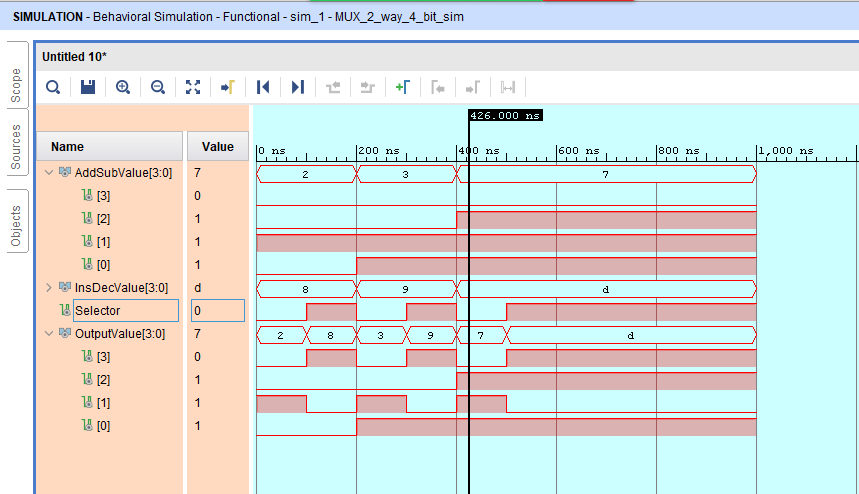 SIMULATION - Behavioral Simulation - Functional - sim_1 - MUX_2_way_4_bit_sim
Untitled 10*
Scope
Sources
Objects
426.000 ns
Name Value
0 ns 200 ns 400 ns 600 ns 800 ns 1,000 ns
AddSubValue[3:0] 7 2 3 7
[3] 0
[2] 1
[1] 1
[0] 1
InsDecValue[3:0] d 8 9 d
Selector 0
OutputValue[3:0] 7 2 8 3 9 7 d
[3] 0
[2] 1
[1] 1
[0] 1